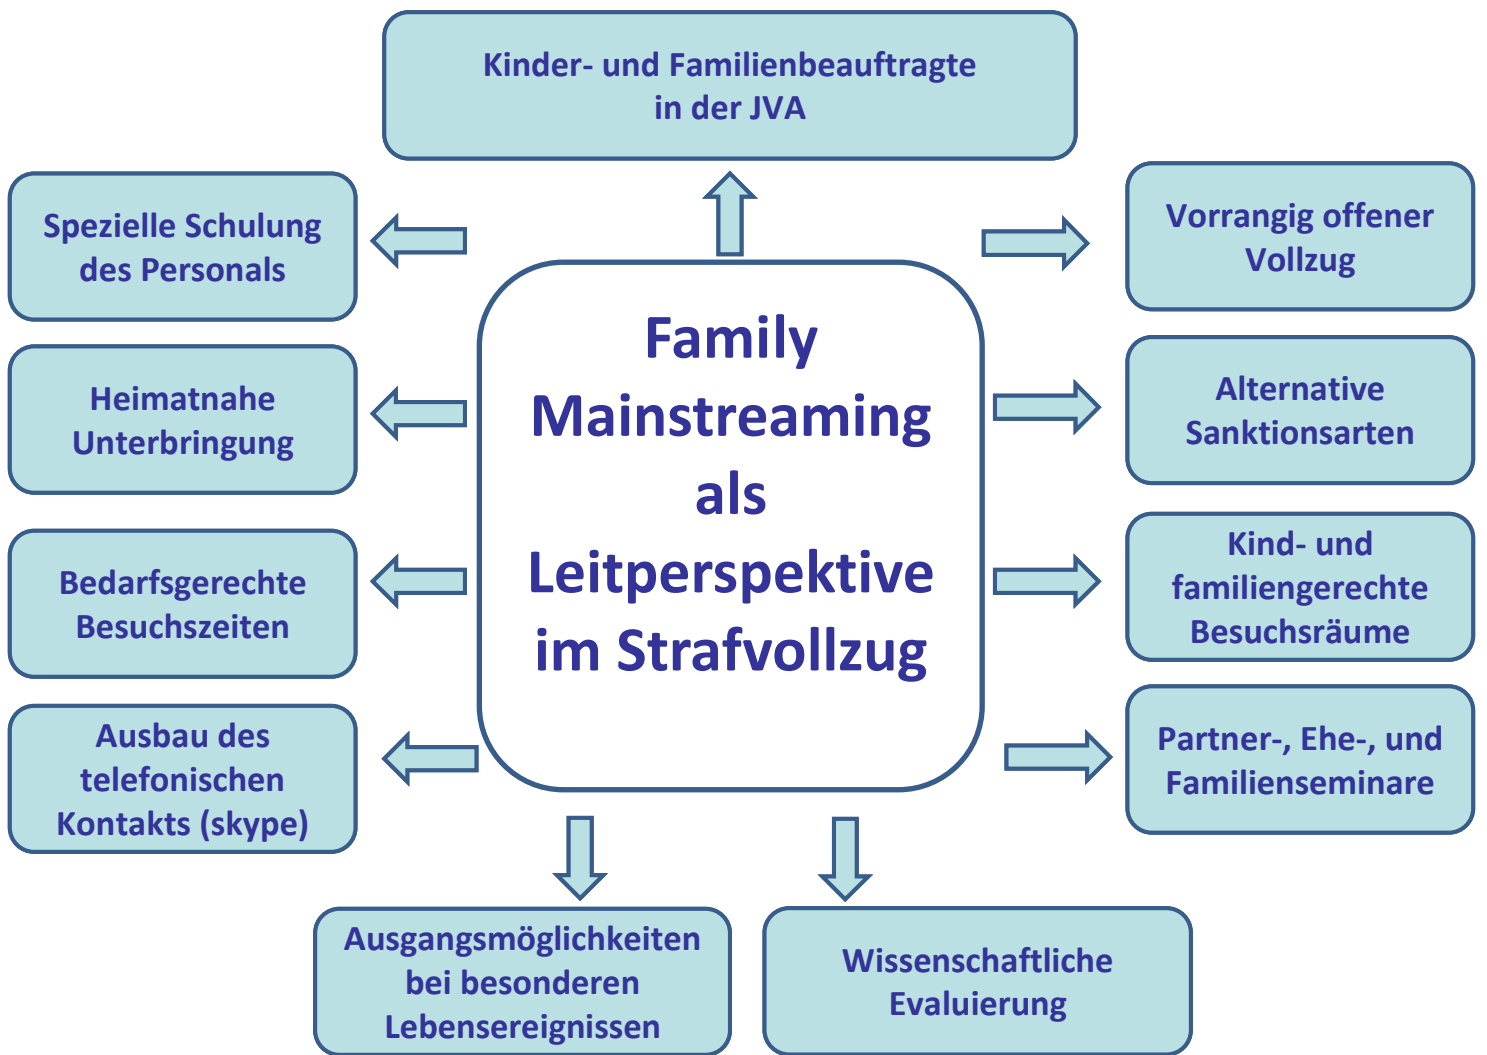 Kinder- und Familienbeauftragte
in der JVA
Spezielle Schulung
des Personals
Vorrangig offener
Vollzug
Family
Mainstreaming
als
Leitperspektive
im Strafvollzug
Heimatnahe
Unterbringung
Alternative
Sanktionsarten
Bedarfsgerechte
Besuchszeiten
Kind- und
familiengerechte
Besuchsräume
Ausbau des
telefonischen
Kontakts (skype)
Partner-, Ehe-, und
Familienseminare
Ausgangsmöglichkeiten
bei besonderen
Lebensereignissen
Wissenschaftliche
Evaluierung